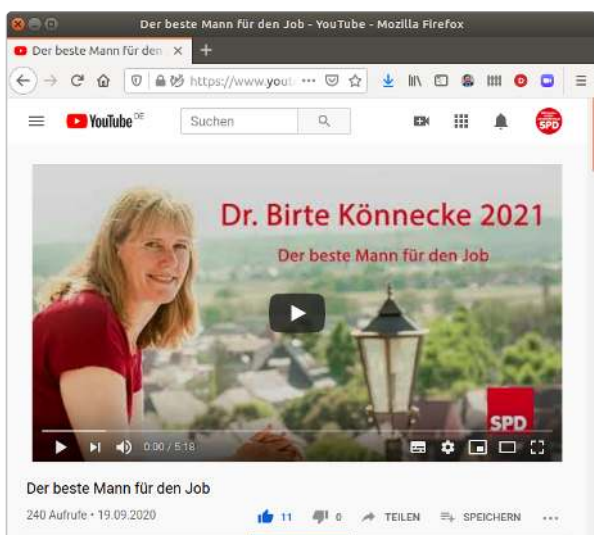 Der beste Mann für den Job - YouTube - Mozilla Firefox
Der beste Mann für den
https://www.yout
YouTube DE
Suchen
SPD
Dr. Birte Könnecke 2021
Der beste Mann für den Job
SPD
0:00 / 5:18
Der beste Mann für den Job
240 Aufrufe • 19.09.2020
11
0
TEILEN
SPEICHERN